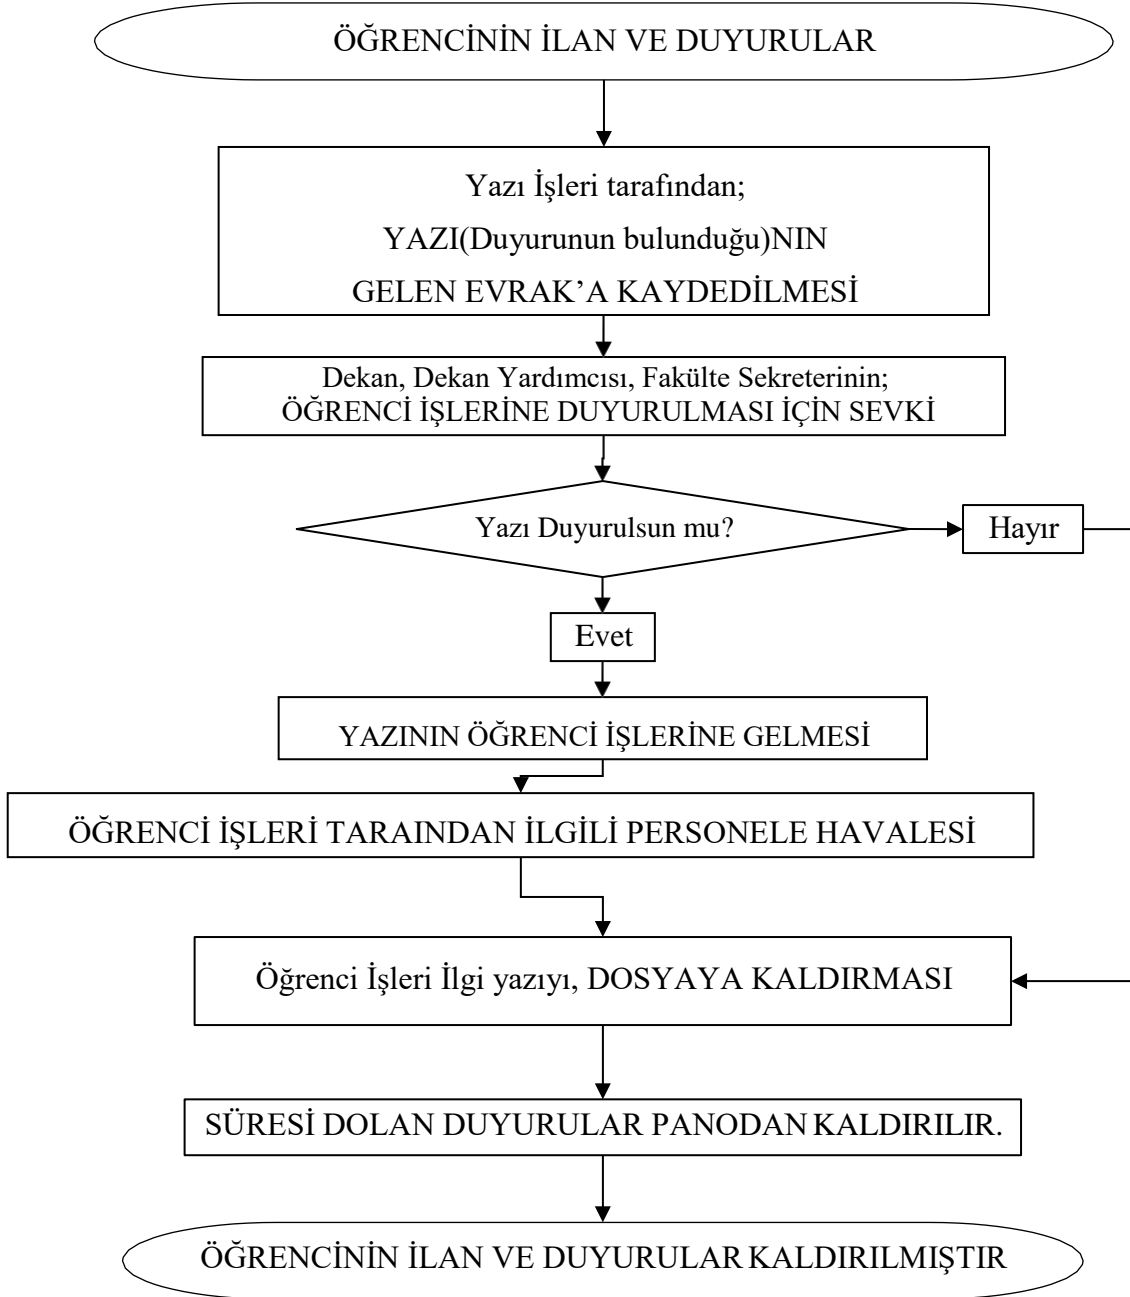 ÖĞRENCİNİN İLAN VE DUYURULAR
Yazı İşleri tarafından;
YAZI(Duyurunun bulunduğu)NIN
GELEN EVRAK’A KAYDEDİLMESİ
Dekan, Dekan Yardımcısı, Fakülte Sekreterinin;
ÖĞRENCİ İŞLERİNE DUYURULMASI İÇİN SEVKİ
Yazı Duyurulsun mu?
Hayır
Evet
YAZININ ÖĞRENCİ İŞLERİNE GELMESİ
ÖĞRENCİ İŞLERİ TARAINDAN İLGİLİ PERSONELE HAVALESİ
Öğrenci İşleri İlgi yazıyı, DOSYAYA KALDIRMASI
SÜRESİ DOLAN DUYURULAR PANODAN KALDIRILIR.
ÖĞRENCİNİN İLAN VE DUYURULAR KALDIRILMIŞTIR